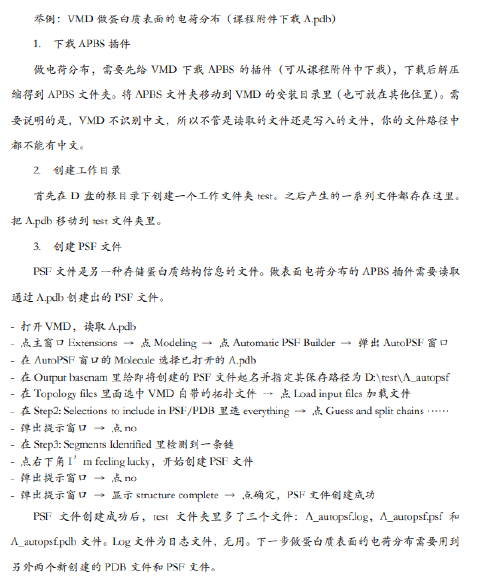 举例：VMD 做蛋白质表面的电荷分布（课程附件下载 A.pdb）
1. 下载 APBS 插件
做电荷分布，需要先给 VMD 下载 APBS 的插件（可从课程附件中下载），下载后解压
缩得到 APBS 文件夹。将 APBS 文件夹移动到 VMD 的安装目录里（也可放在其他位置）。需
要说明的是，VMD 不识别中文，所以不管是读取的文件还是写入的文件，你的文件路径中
都不能有中文。
2. 创建工作目录
首先在 D 盘的根目录下创建一个工作文件夹 test。之后产生的一系列文件都存在这里。
把 A.pdb 移动到 test 文件夹里。
3. 创建 PSF 文件
PSF 文件是另一种存储蛋白质结构信息的文件。做表面电荷分布的 APBS 插件需要读取
通过 A.pdb 创建出的 PSF 文件。
- 打开 VMD，读取 A.pdb
- 点主窗口 Extensions → 点 Modeling → 点 Automatic PSF Builder → 弹出 AutoPSF 窗口
- 在 AutoPSF 窗口的 Molecule 选择已打开的 A.pdb
- 在 Output basenam 里给即将创建的 PSF 文件起名并指定其保存路径为 D:\test\A_autopsf
- 在 Topology files 里面选中 VMD 自带的拓扑文件 → 点 Load input files 加载文件
- 在 Step2: Selections to include in PSF/PDB 里选 everything → 点 Guess and split chains ……
- 弹出提示窗口 → 点 no
- 在 Step3: Segments Identified 里检测到一条链
- 点右下角 I’m feeling lucky，开始创建 PSF 文件
- 弹出提示窗口 → 点 no
- 弹出提示窗口 → 显示 structure complete → 点确定，PSF 文件创建成功
PSF 文件创建成功后，test 文件夹里多了三个文件：A_autopsf.log，A_autopsf.psf 和
A_autopsf.pdb 文件。Log 文件为日志文件，无用。下一步做蛋白质表面的电荷分布需要用到
另外两个新创建的 PDB 文件和 PSF 文件。